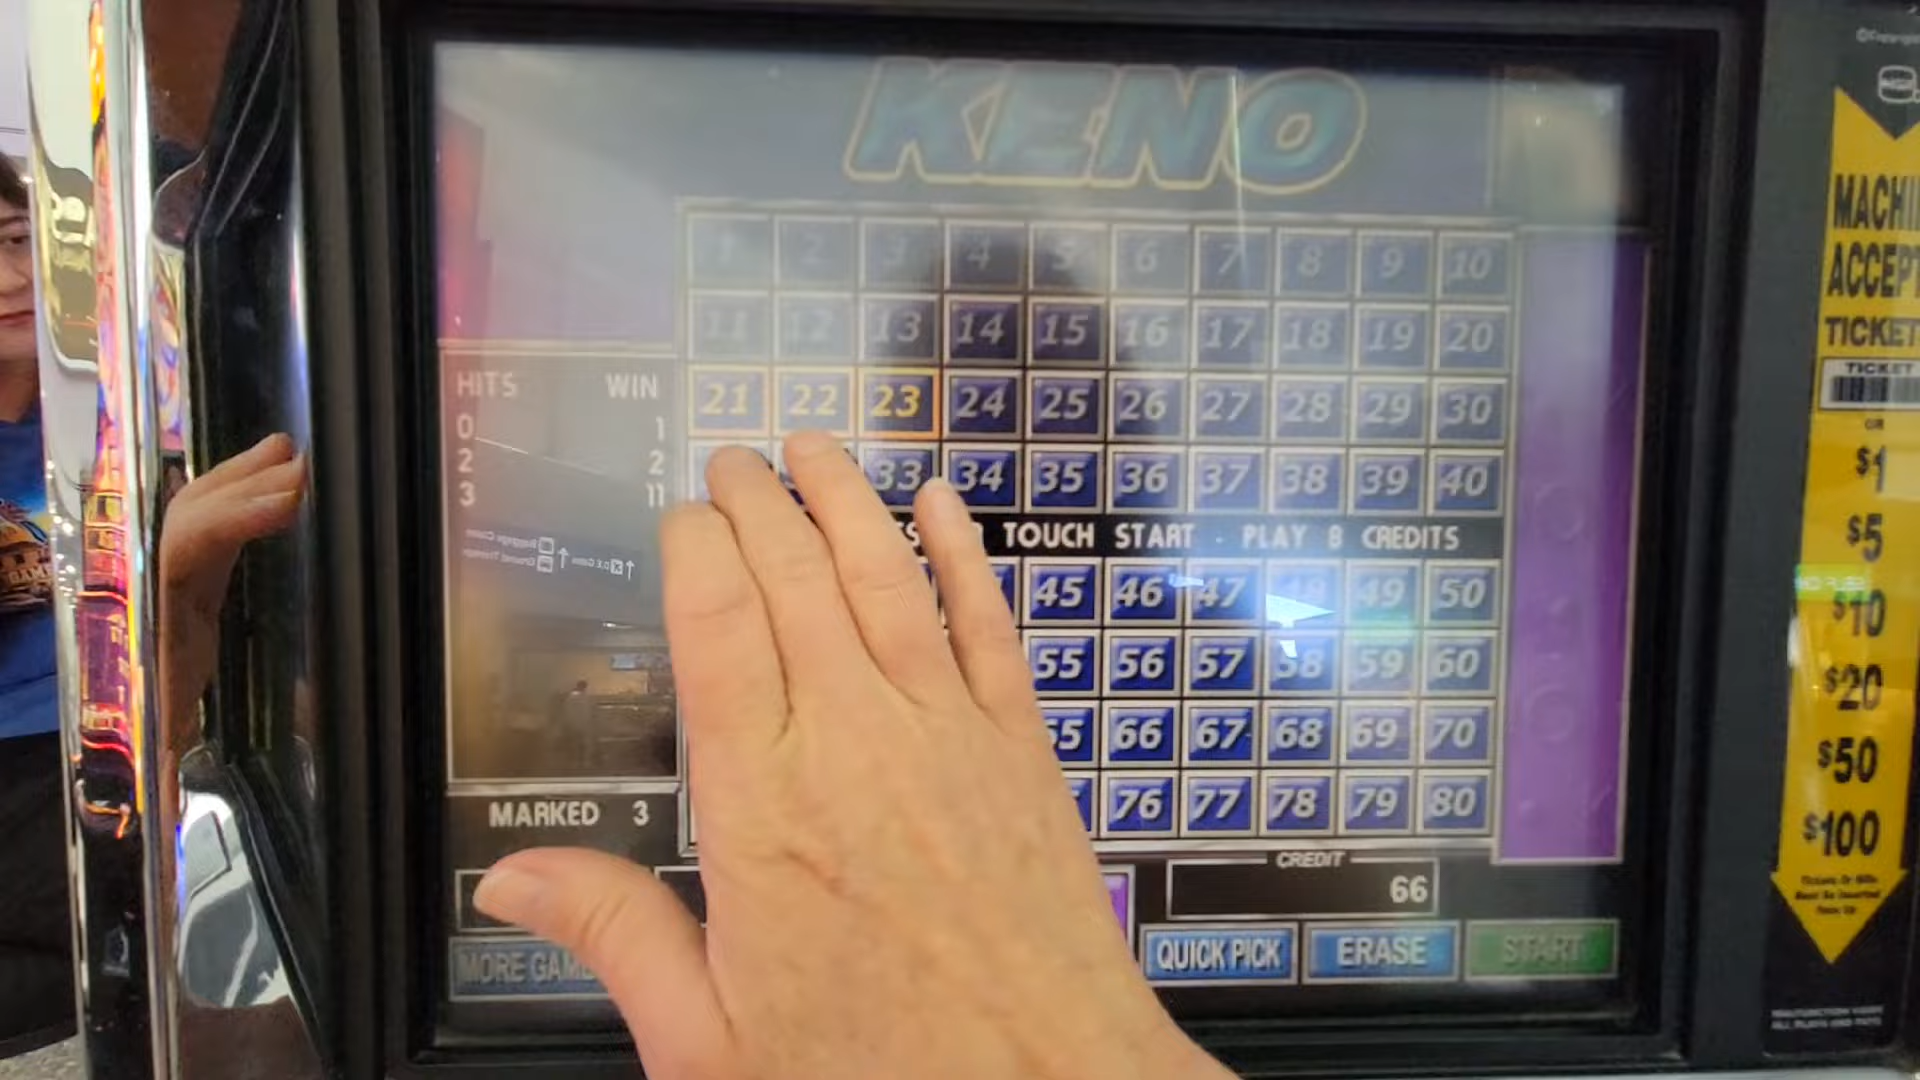 KENO
1 2 3 4 5 6 7 8 9 10
11 12 13 14 15 16 17 18 19 20
HITS WIN
0 1
2 2
3 11
21 22 23 24 25 26 27 28 29 30
33 34 35 36 37 38 39 40
TOUCH START - PLAY 8 CREDITS
45 46 47 48 49 50
55 56 57 58 59 60
66 67 68 69 70
76 77 78 79 80
MARKED 3
CREDIT
66
MORE
QUICK PICK
ERASE
START
TICKET
OR
$1
$5
$10
$20
$50
$100